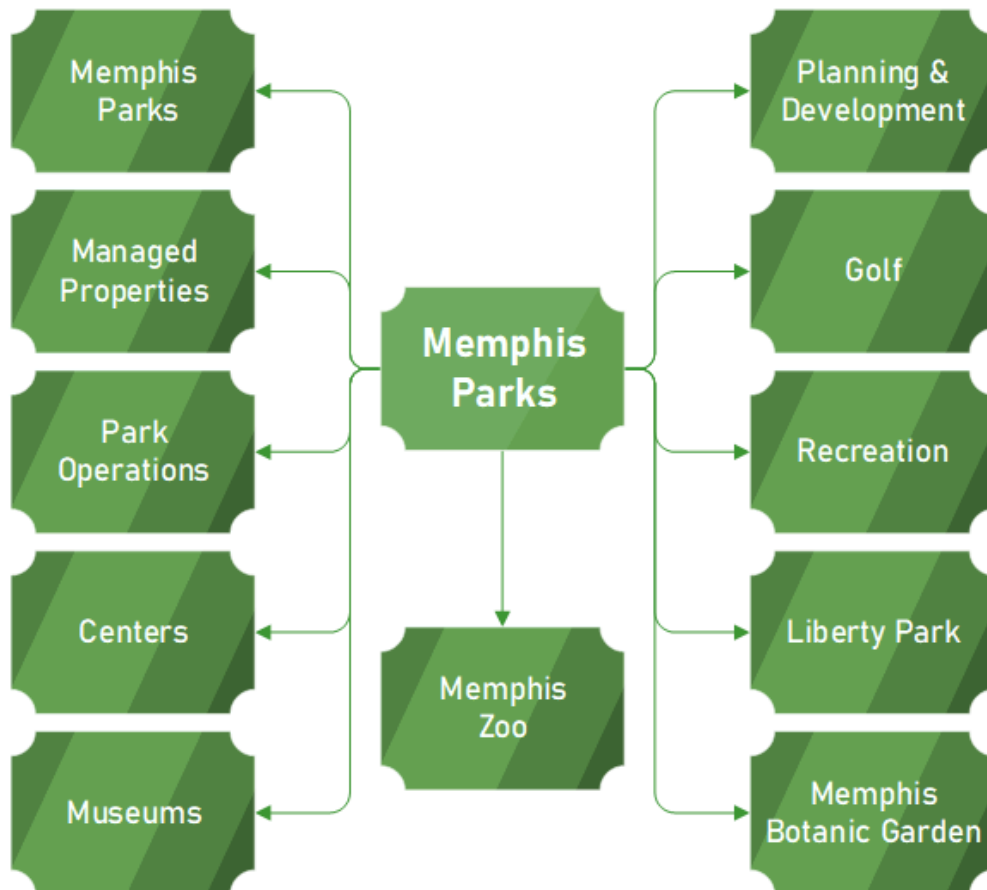 Memphis
Parks
Managed
Properties
Park
Operations
Centers
Museums
Memphis
Parks
Memphis
Zoo
Planning &
Development
Golf
Recreation
Liberty Park
Memphis
Botanic Garden